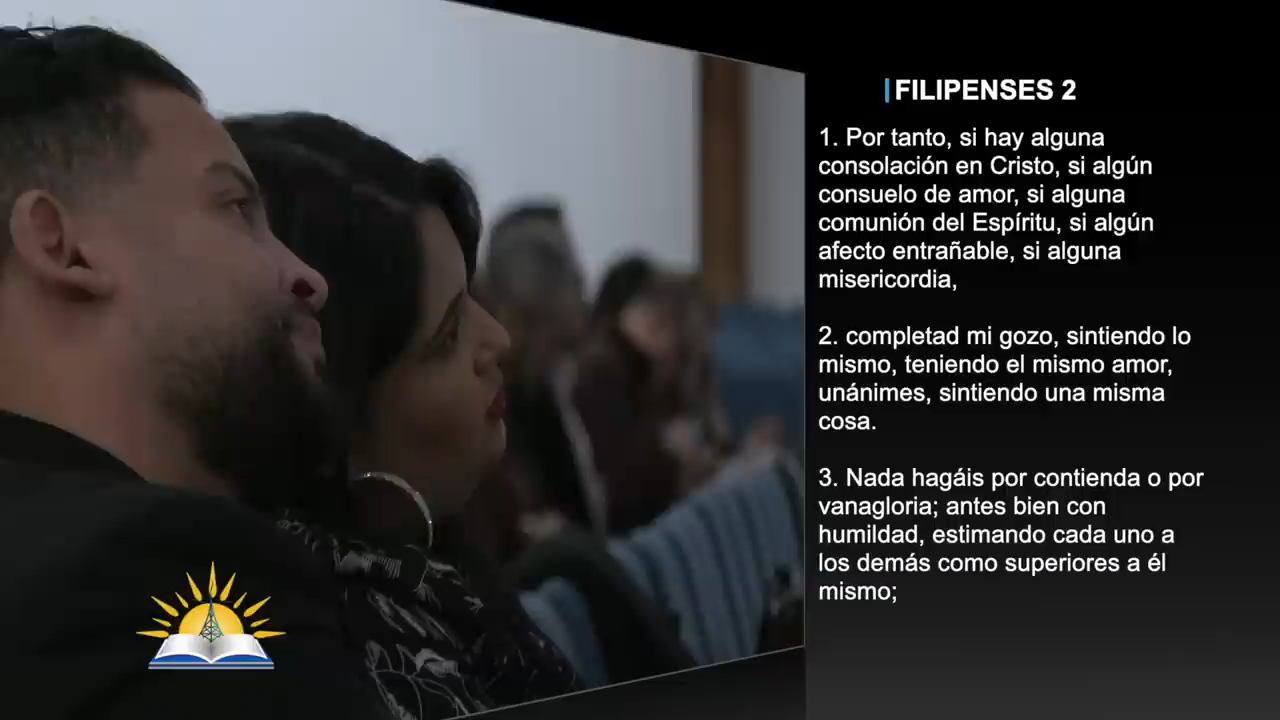 FILIPENSES 2
1. Por tanto, si hay alguna
consolación en Cristo, si algún
consuelo de amor, si alguna
comunión del Espíritu, si algún
afecto entrañable, si alguna
misericordia,
2. completad mi gozo, sintiendo lo
mismo, teniendo el mismo amor,
unánimes, sintiendo una misma
cosa.
3. Nada hagáis por contienda o por
vanagloria; antes bien con
humildad, estimando cada uno a
los demás como superiores a él
mismo;